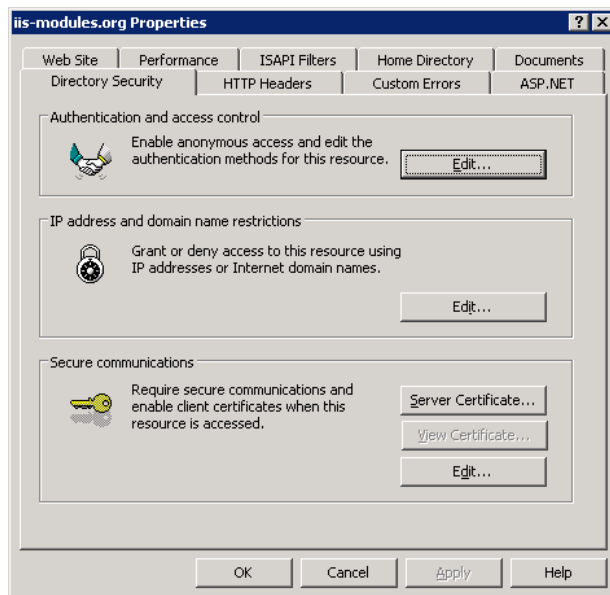 iis-modules.org Properties
Web Site Performance ISAPI Filters Home Directory Documents
Directory Security HTTP Headers Custom Errors ASP.NET
Authentication and access control
Enable anonymous access and edit the
authentication methods for this resource.
Edit...
IP address and domain name restrictions
Grant or deny access to this resource using
IP addresses or Internet domain names.
Edit...
Secure communications
Require secure communications and
enable client certificates when this
resource is accessed.
Server Certificate...
View Certificate...
Edit...
OK Cancel Apply Help